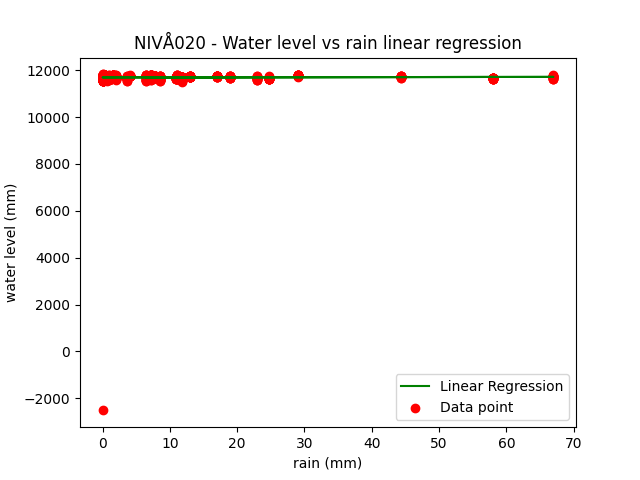 NIVÅ020 - Water level vs rain linear regression
12000
10000
8000
6000
4000
2000
0
−2000
water level (mm)
0 10 20 30 40 50 60 70
rain (mm)
Linear Regression
Data point